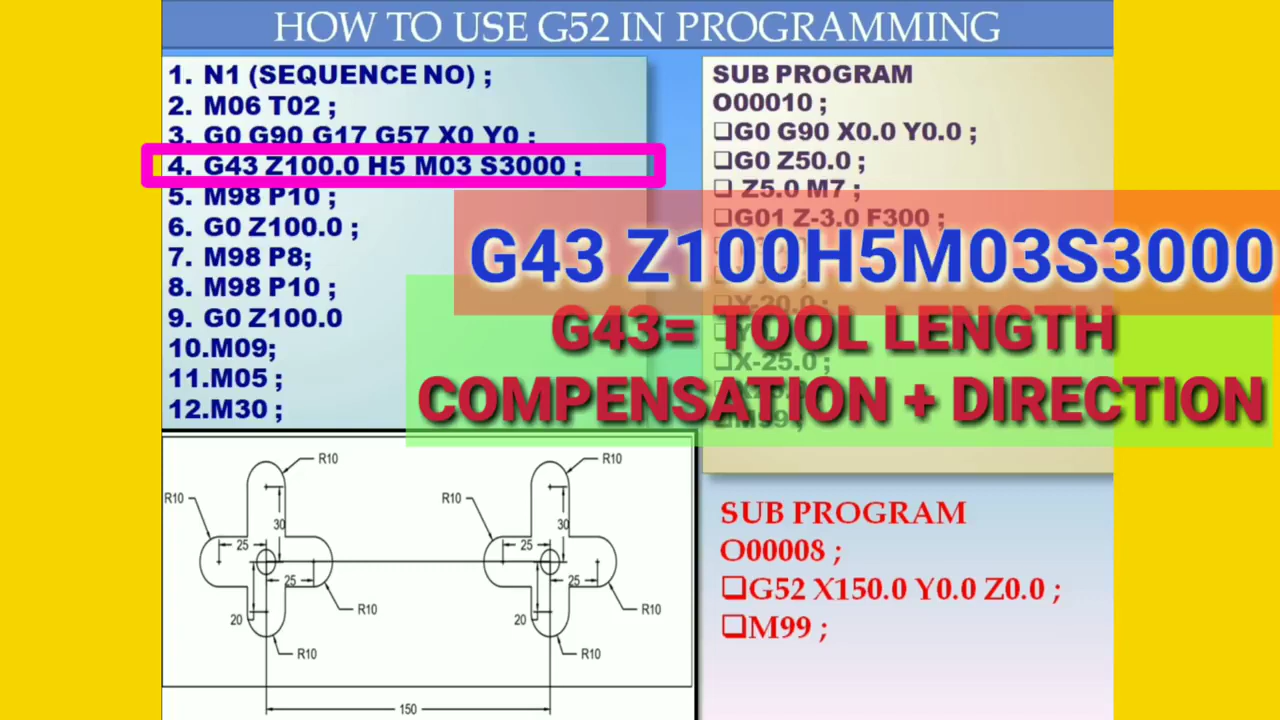 HOW TO USE G52 IN PROGRAMMING
1. N1 (SEQUENCE NO) ;
2. M06 T02 ;
3. G0 G90 G17 G57 X0 Y0 ;
4. G43 Z100.0 H5 M03 S3000 ;
5. M98 P10 ;
6. G0 Z100.0 ;
7. M98 P8;
8. M98 P10 ;
9. G0 Z100.0
10.M09;
11.M05 ;
12.M30 ;
SUB PROGRAM
O00010 ;
❑G0 G90 X0.0 Y0.0 ;
❑G0 Z50.0 ;
❑ Z5.0 M7 ;
❑G01 Z-3.0 F300 ;
G43 Z100H5M03S3000
X-20.0 ;
G43= TOOL LENGTH
❑X-25.0 ;
COMPENSATION + DIRECTION
❑M99 ;
SUB PROGRAM
O00008 ;
❑G52 X150.0 Y0.0 Z0.0 ;
❑M99 ;
R10 R10
R10 R10
30 30
25 25
25 25
R10 R10
20 20
R10 R10
150